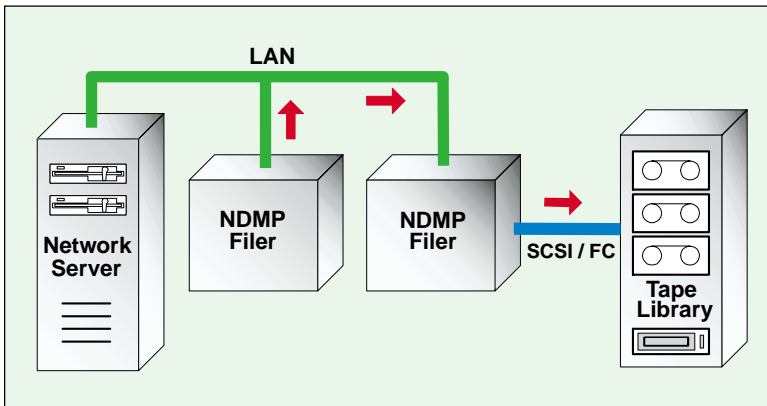 LAN
Network
Server
NDMP
Filer
NDMP
Filer
SCSI / FC
Tape
Library